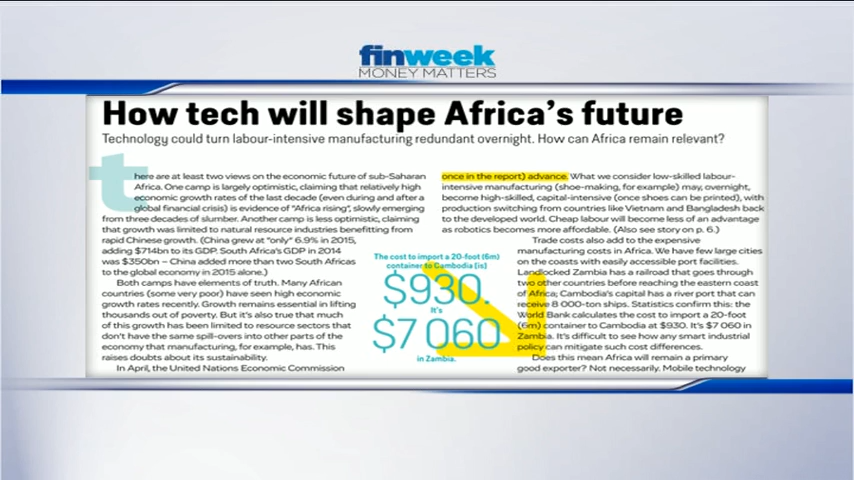 finweek
MONEY MATTERS
How tech will shape Africa's future
Technology could turn labour-intensive manufacturing redundant overnight. How can Africa remain relevant?
there are at least two views on the economic future of sub-Saharan
Africa. One camp is largely optimistic, claiming that relatively high
economic growth rates of the last decade (even during and after a
global financial crisis) is evidence of "Africa rising", slowly emerging
from three decades of slumber. Another camp is less optimistic, claiming
that growth was limited to natural resource industries benefitting from
rapid Chinese growth. (China grew at "only" 6.9% in 2015,
adding $714bn to its GDP. South Africa's GDP in 2014
was $350bn – China added more than two South Africas
to the global economy in 2015 alone.)
Both camps have elements of truth. Many African
countries (some very poor) have seen high economic
growth rates recently. Growth remains essential in lifting
thousands out of poverty. But it's also true that much
of this growth has been limited to resource sectors that
don't have the same spill-overs into other parts of the
economy that manufacturing, for example, has. This
raises doubts about its sustainability.
In April, the United Nations Economic Commission
The cost to import a 20-foot (6m)
container to Cambodia [is]
$930.
It's
$7 060
in Zambia.
once in the report) advance. What we consider low-skilled labour-
intensive manufacturing (shoe-making, for example) may, overnight,
become high-skilled, capital-intensive (once shoes can be printed), with
production switching from countries like Vietnam and Bangladesh back
to the developed world. Cheap labour will become less of an advantage
as robotics becomes more affordable. (Also see story on p. 6.)
Trade costs also add to the expensive
manufacturing costs in Africa. We have few large cities
on the coasts with easily accessible port facilities.
Landlocked Zambia has a railroad that goes through
two other countries before reaching the eastern coast
of Africa; Cambodia's capital has a river port that can
receive 8 000-ton ships. Statistics confirm this: the
World Bank calculates the cost to import a 20-foot
(6m) container to Cambodia at $930. It's $7 060 in
Zambia. It's difficult to see how any smart industrial
policy can mitigate such cost differences.
Does this mean Africa will remain a primary
good exporter? Not necessarily. Mobile technology